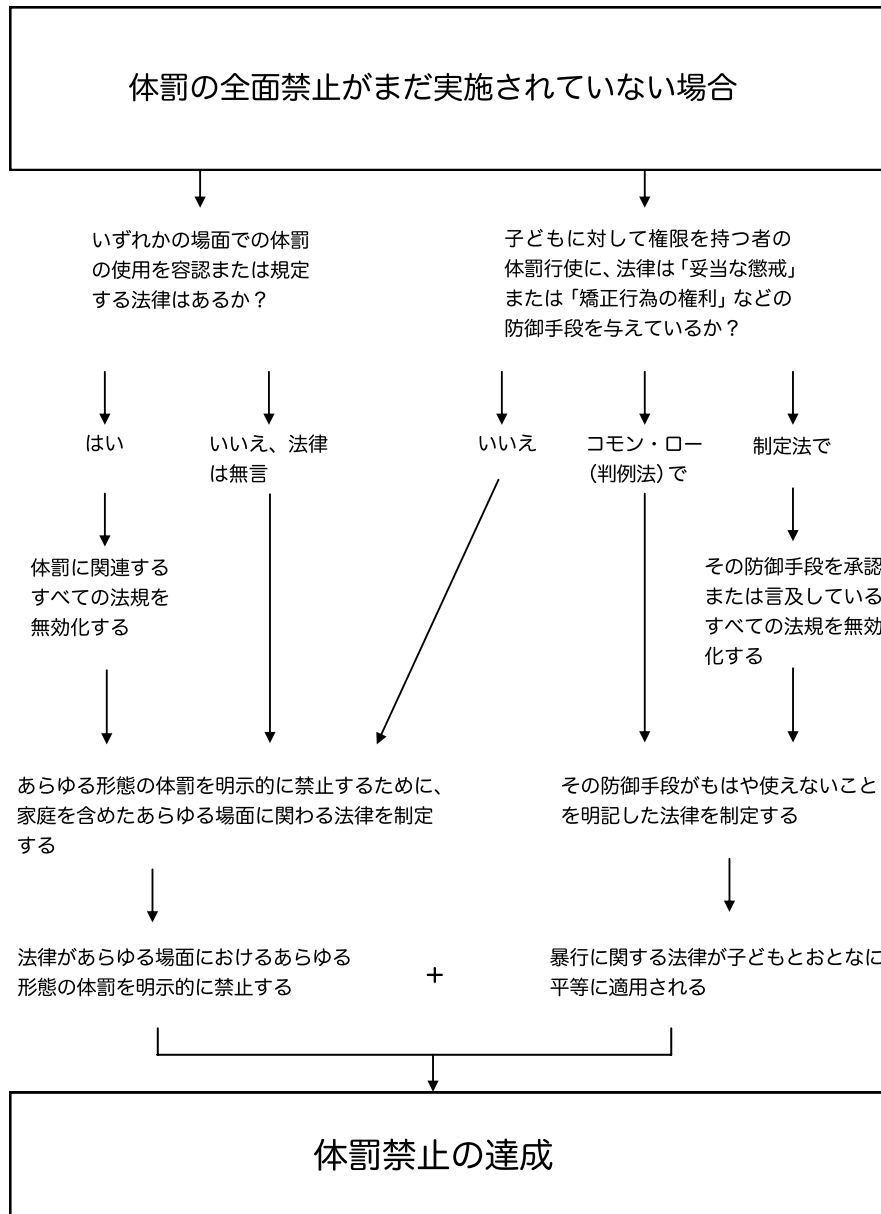 体罰の全面禁止がまだ実施されていない場合
いずれかの場面での体罰
の使用を容認または規定
する法律はあるか？
子どもに対して権限を持つ者の
体罰行使に、法律は「妥当な懲戒」
または「矯正行為の権利」などの
防御手段を与えているか？
はい
いいえ、法律
は無言
いいえ
コモン・ロー
（判例法）で
制定法で
体罰に関連する
すべての法規を
無効化する
その防御手段を承認
または言及している
すべての法規を無効
化する
あらゆる形態の体罰を明示的に禁止するために、
家庭を含めたあらゆる場面に関わる法律を制定
する
その防御手段がもはや使えないこと
を明記した法律を制定する
法律があらゆる場面におけるあらゆる
形態の体罰を明示的に禁止する
+
暴行に関する法律が子どもとおとなに
平等に適用される
体罰禁止の達成